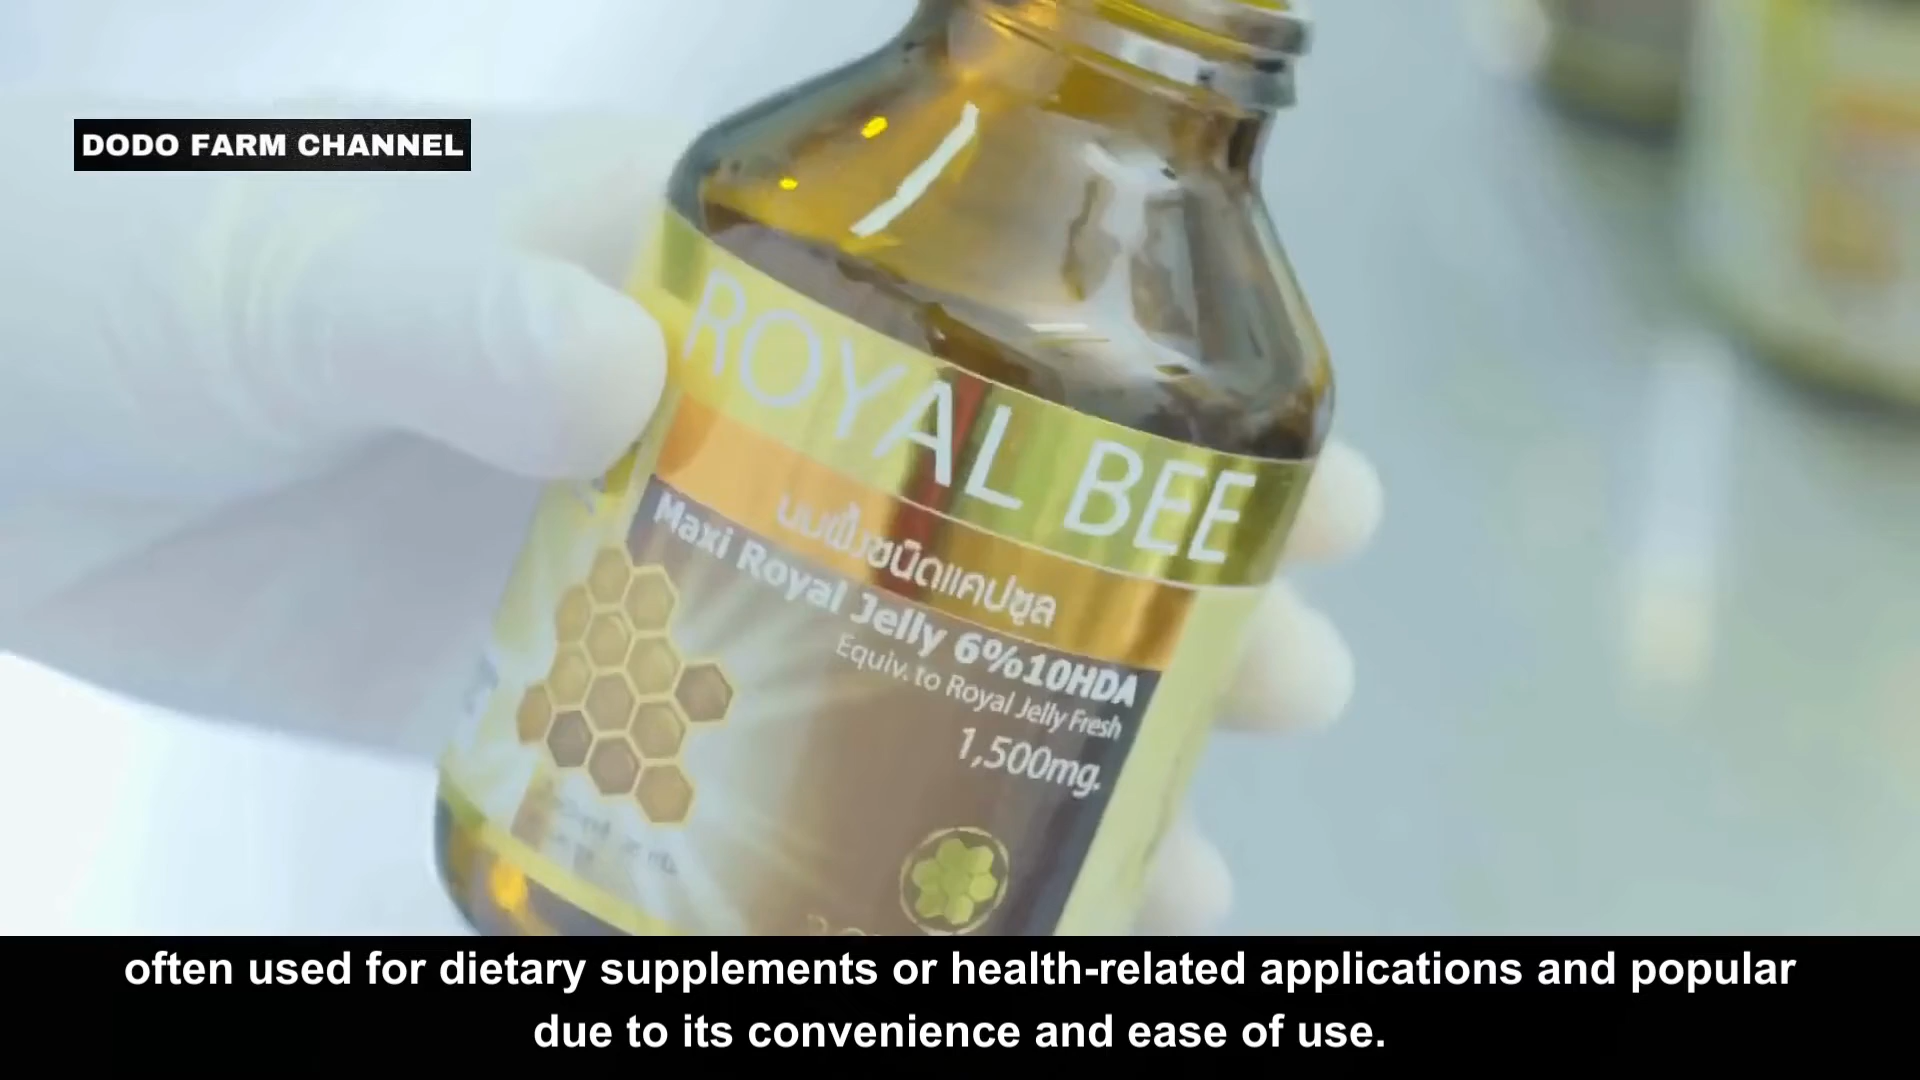 DODO FARM CHANNEL
ROYAL BEE
นมผึ้งชนิดแคปซูล
Maxi Royal Jelly 6%10HDA
Equiv. to Royal Jelly Fresh
1,500mg.
often used for dietary supplements or health-related applications and popular
due to its convenience and ease of use.